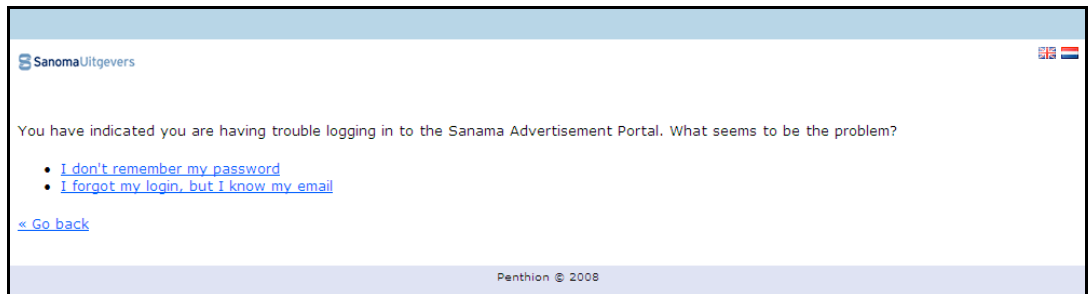 SanomaUitgevers
You have indicated you are having trouble logging in to the Sanama Advertisement Portal. What seems to be the problem?
• I don't remember my password
• I forgot my login, but I know my email
« Go back
Penthion © 2008